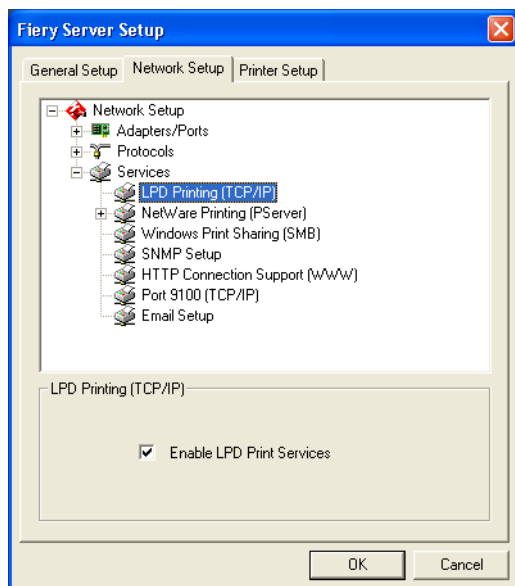 Fiery Server Setup
General Setup Network Setup Printer Setup
Network Setup
Adapters/Ports
Protocols
Services
LPD Printing (TCP/IP)
NetWare Printing (PServer)
Windows Print Sharing (SMB)
SNMP Setup
HTTP Connection Support (WWW)
Port 9100 (TCP/IP)
Email Setup
LPD Printing (TCP/IP)
Enable LPD Print Services
OK Cancel